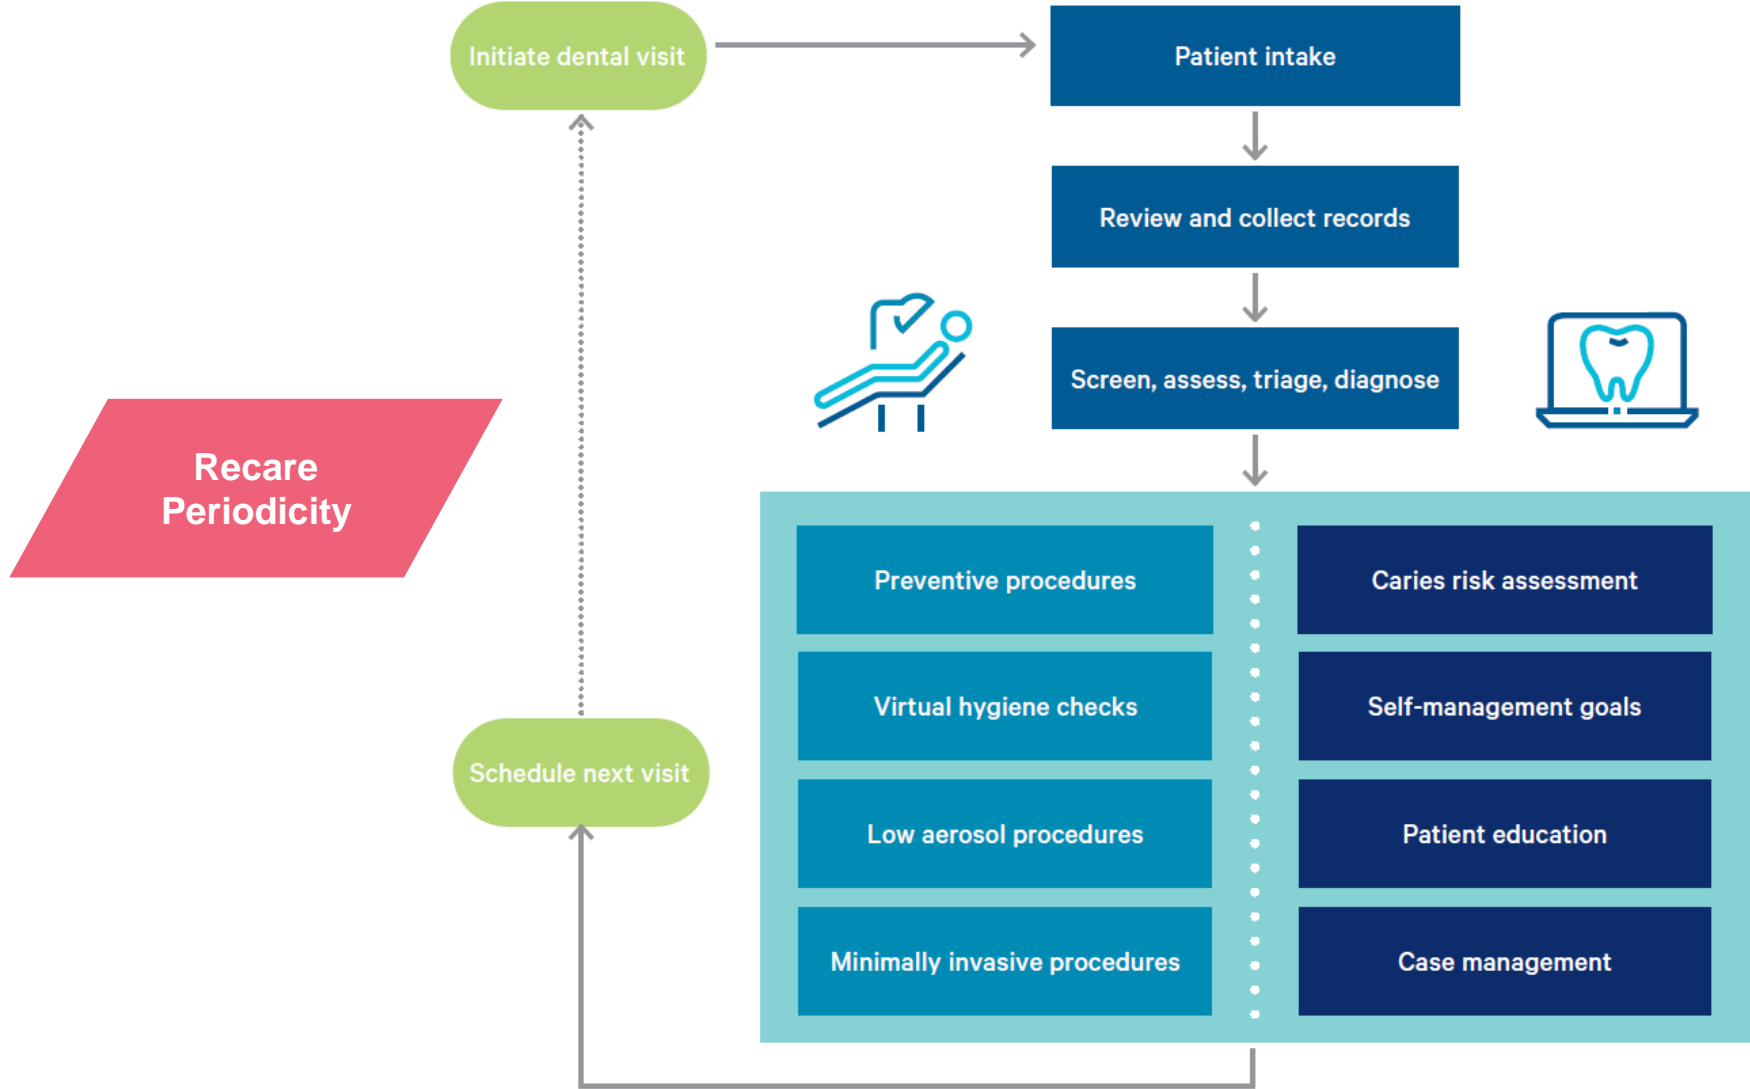 Initiate dental visit
Patient intake
Review and collect records
Screen, assess, triage, diagnose
Recare
Periodicity
Preventive procedures
Caries risk assessment
Virtual hygiene checks
Self-management goals
Schedule next visit
Low aerosol procedures
Patient education
Minimally invasive procedures
Case management